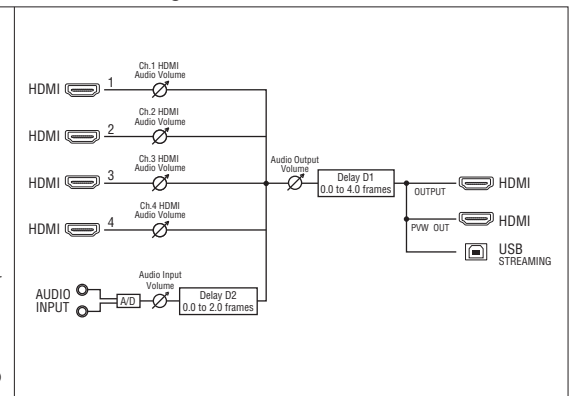 Ch.1 HDMI
Audio Volume
HDMI 1
Ch.2 HDMI
Audio Volume
HDMI 2
Ch.3 HDMI
Audio Volume
HDMI 3
Ch.4 HDMI
Audio Volume
HDMI 4
Audio Input
Volume
AUDIO
INPUT
A/D
Delay D2
0.0 to 2.0 frames
Audio Output
Volume
Delay D1
0.0 to 4.0 frames
OUTPUT
HDMI
PVW OUT
HDMI
USB
STREAMING